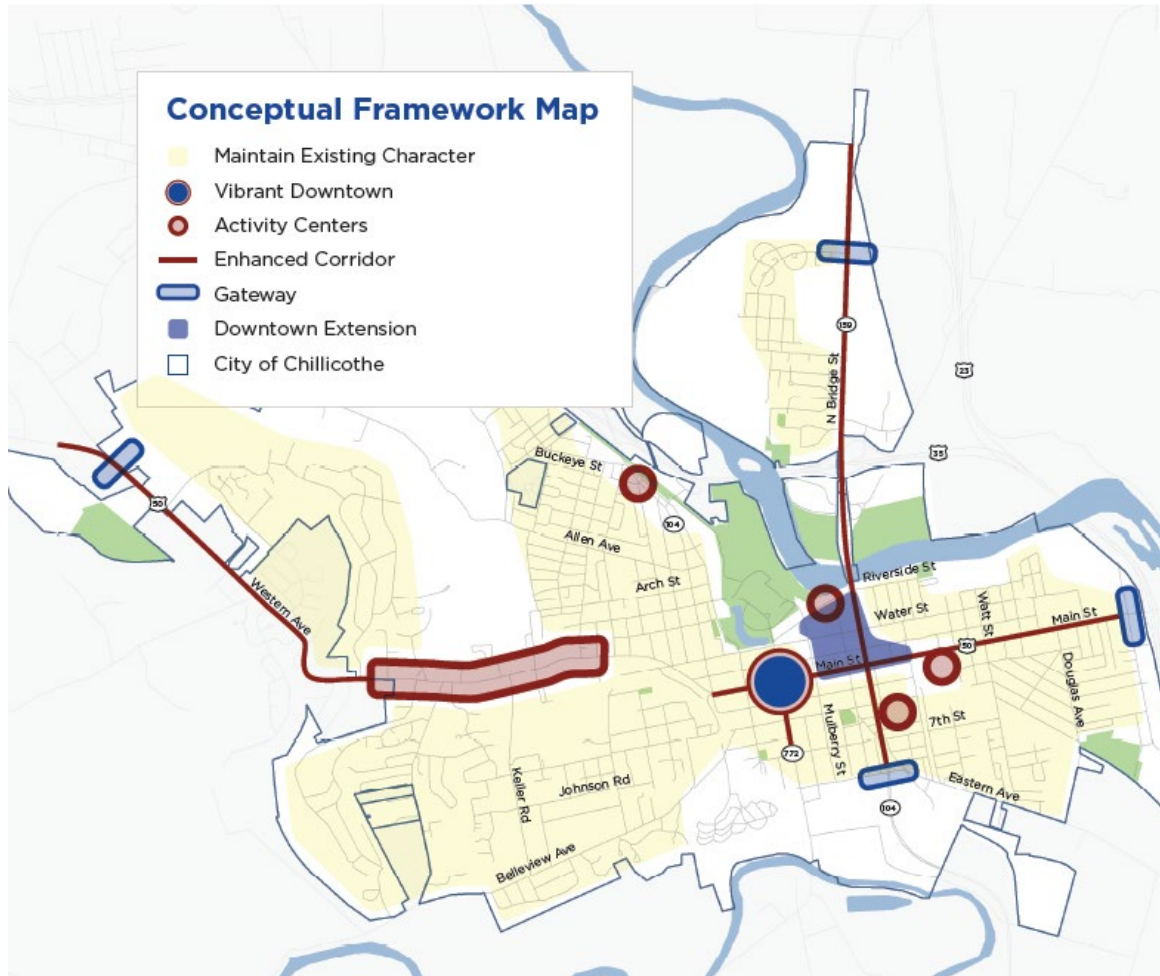 Conceptual Framework Map
Maintain Existing Character
Vibrant Downtown
Activity Centers
Enhanced Corridor
Gateway
Downtown Extension
City of Chillicothe
159
23
N Bridge St
35
Buckeye St
50
104
Allen Ave
Arch St
Riverside St
Western Ave
Water St
Watt St
Main St
50
Main St
Douglas Ave
Mulberry St
7th St
772
Keller Rd
Johnson Rd
Eastern Ave
104
Belleview Ave